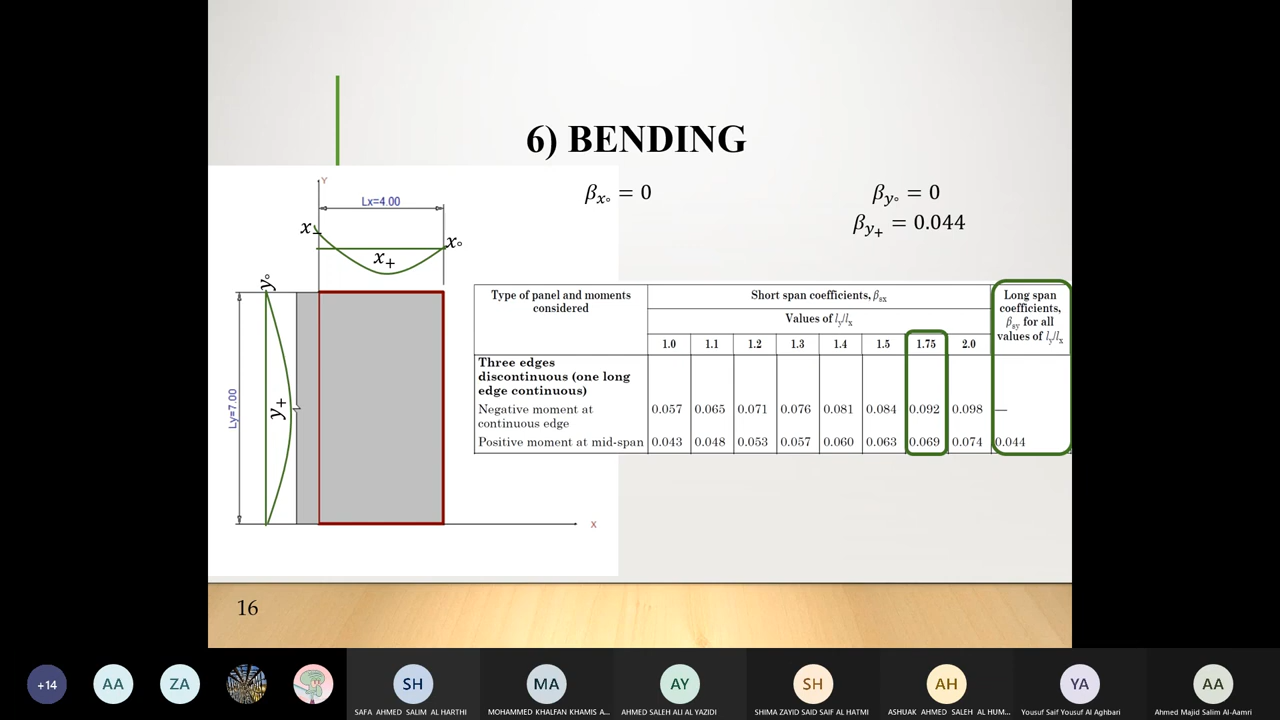 6) BENDING
𝛽ₓ° = 0
𝛽y° = 0
𝛽y₊ = 0.044
Y
Lx=4.00
x₋
x°
x₊
y°
y₊
Ly=7.00
X
Type of panel and moments considered
Short span coefficients, βsx
Values of ly/lx
Long span coefficients, βsy for all values of ly/lx
1.0 1.1 1.2 1.3 1.4 1.5 1.75 2.0
Three edges
discontinuous (one long
edge continuous)
Negative moment at continuous edge 0.057 0.065 0.071 0.076 0.081 0.084 0.092 0.098 —
Positive moment at mid-span 0.043 0.048 0.053 0.057 0.060 0.063 0.069 0.074 0.044
16
+14
AA
ZA
SH
MA
AY
SH
AH
YA
AA
SAFA AHMED SALIM AL HARTHI
MOHAMMED KHALFAN KHAMIS A...
AHMED SALEH ALI AL YAZIDI
SHIMA ZAYID SAID SAIF AL HATMI
ASHUAK AHMED SALEH AL HUM...
Yousuf Saif Yousuf Al Aghbari
Ahmed Majid Salim Al-Aamri